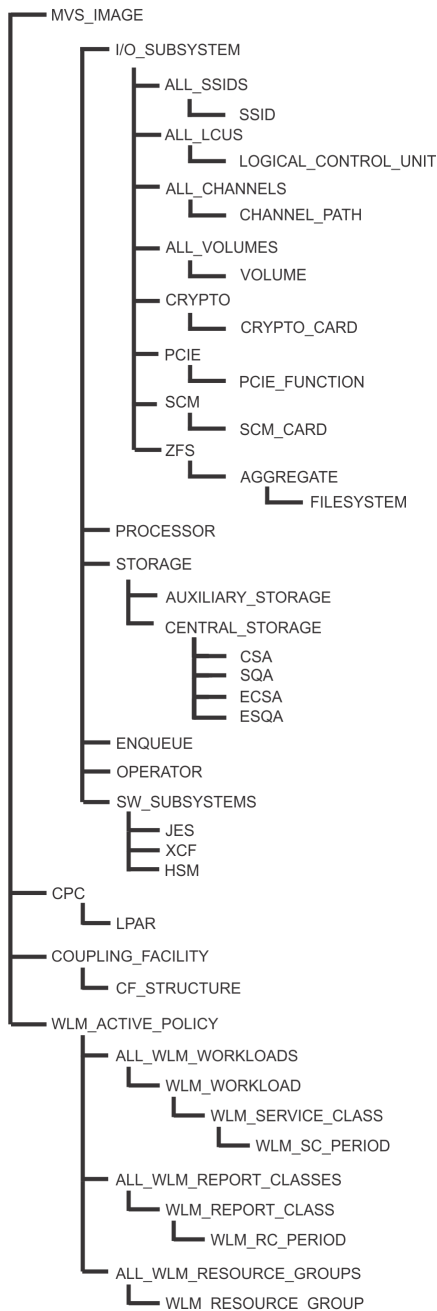 MVS_IMAGE
I/O_SUBSYSTEM
ALL_SSIDS
SSID
ALL_LCUS
LOGICAL_CONTROL_UNIT
ALL_CHANNELS
CHANNEL_PATH
ALL_VOLUMES
VOLUME
CRYPTO
CRYPTO_CARD
PCIE
PCIE_FUNCTION
SCM
SCM_CARD
ZFS
AGGREGATE
FILESYSTEM
PROCESSOR
STORAGE
AUXILIARY_STORAGE
CENTRAL_STORAGE
CSA
SQA
ECSA
ESQA
ENQUEUE
OPERATOR
SW_SUBSYSTEMS
JES
XCF
HSM
CPC
LPAR
COUPLING_FACILITY
CF_STRUCTURE
WLM_ACTIVE_POLICY
ALL_WLM_WORKLOADS
WLM_WORKLOAD
WLM_SERVICE_CLASS
WLM_SC_PERIOD
ALL_WLM_REPORT_CLASSES
WLM_REPORT_CLASS
WLM_RC_PERIOD
ALL_WLM_RESOURCE_GROUPS
WLM_RESOURCE_GROUP